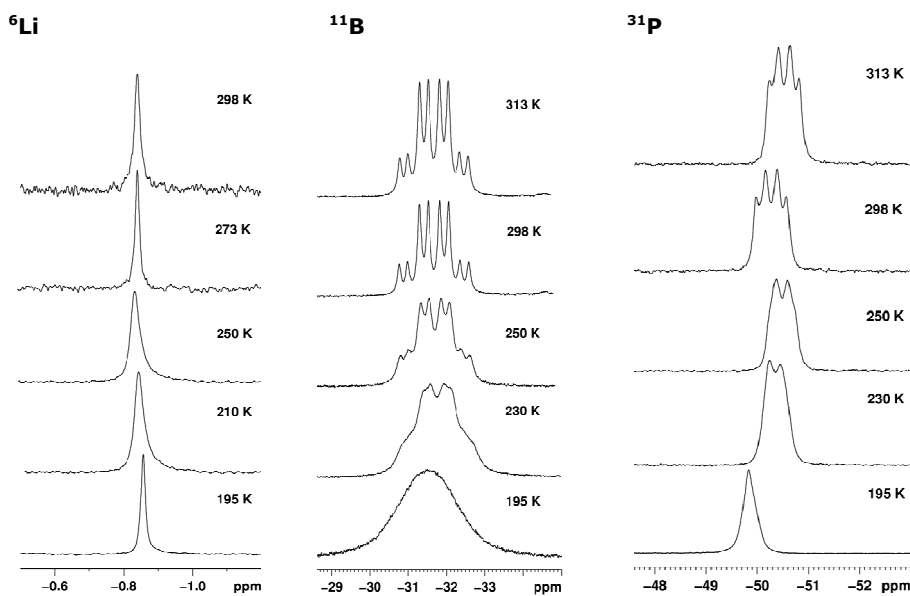 ⁶Li
298 K
273 K
250 K
210 K
195 K
−0.6 −0.8 −1.0 ppm
¹¹B
313 K
298 K
250 K
230 K
195 K
−29 −30 −31 −32 −33 ppm
³¹P
313 K
298 K
250 K
230 K
195 K
−48 −49 −50 −51 −52 ppm